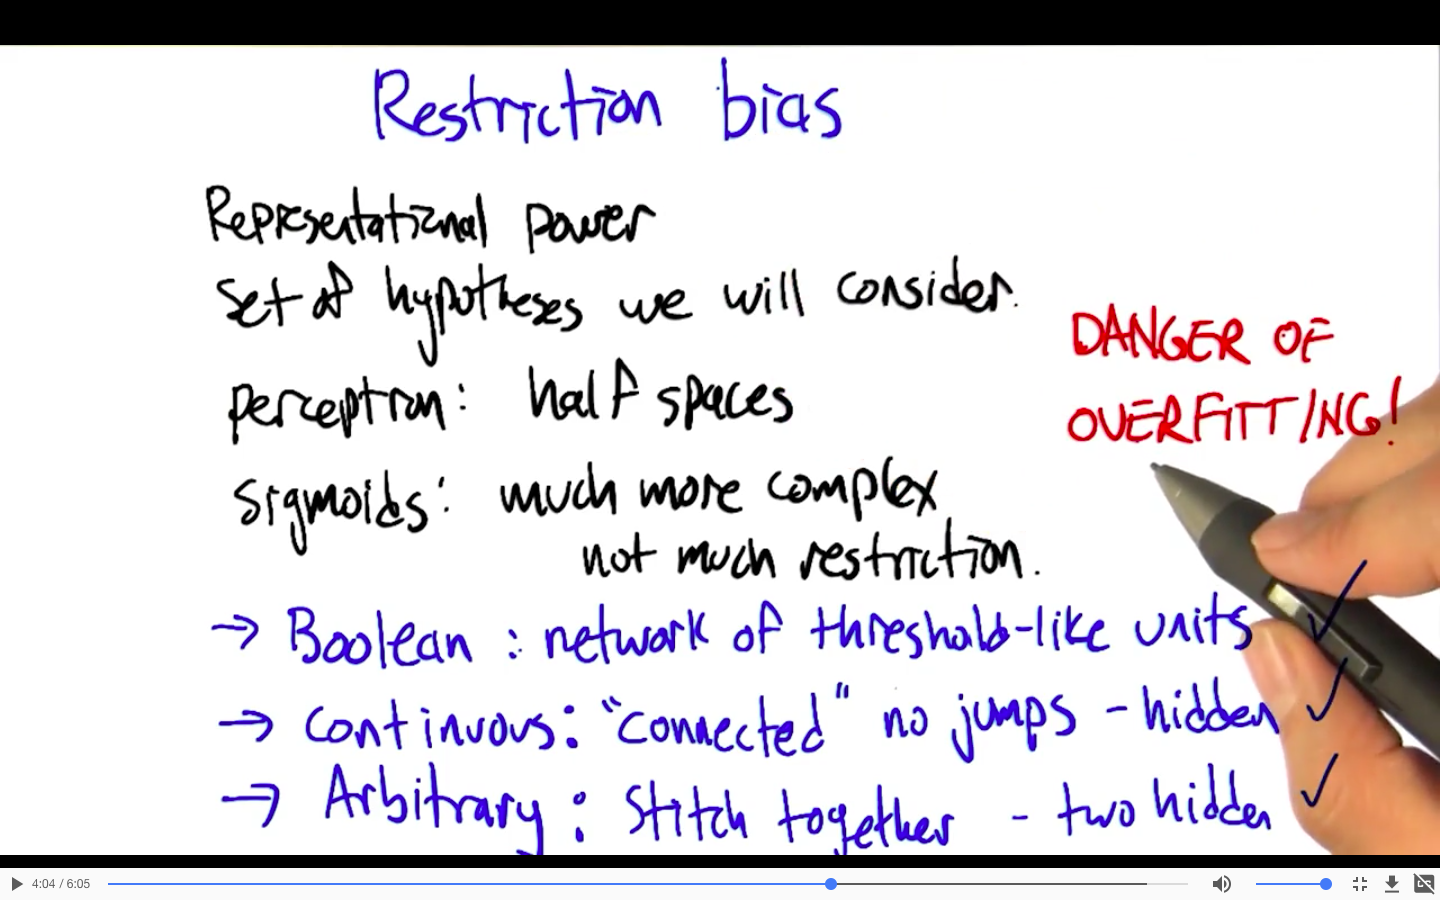 Restriction bias
Representational power
Set of hypotheses we will consider.
perceptron: half spaces
sigmoids: much more complex
not much restriction.
DANGER OF
OVERFITTING!
→ Boolean: network of threshold-like units ✓
→ continuous: "connected" no jumps - hidden ✓
→ Arbitrary: stitch together - two hidden ✓
4:04 / 6:05